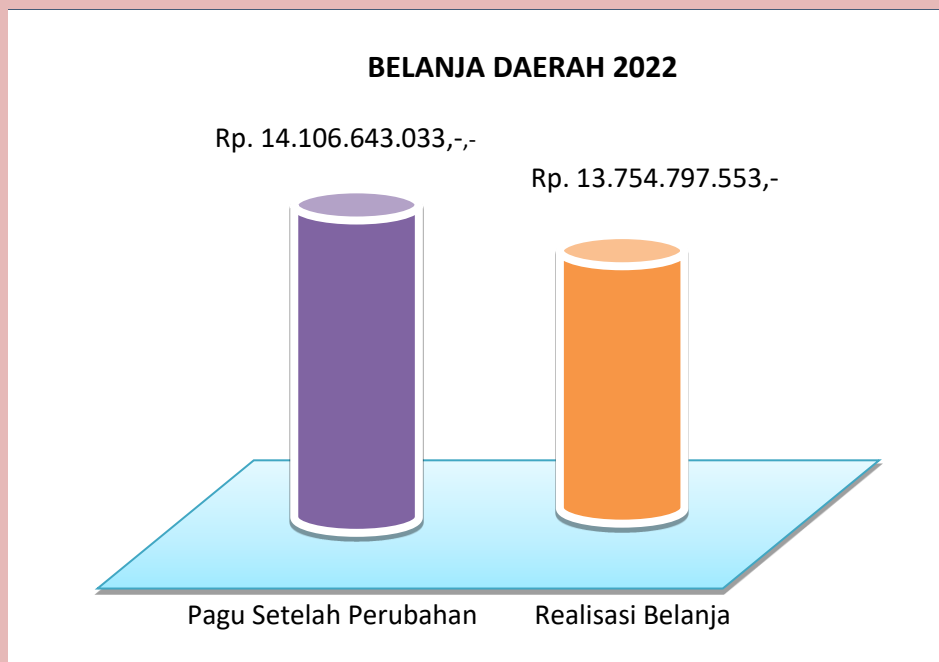 BELANJA DAERAH 2022
Rp. 14.106.643.033,-,-
Rp. 13.754.797.553,-
Pagu Setelah Perubahan
Realisasi Belanja